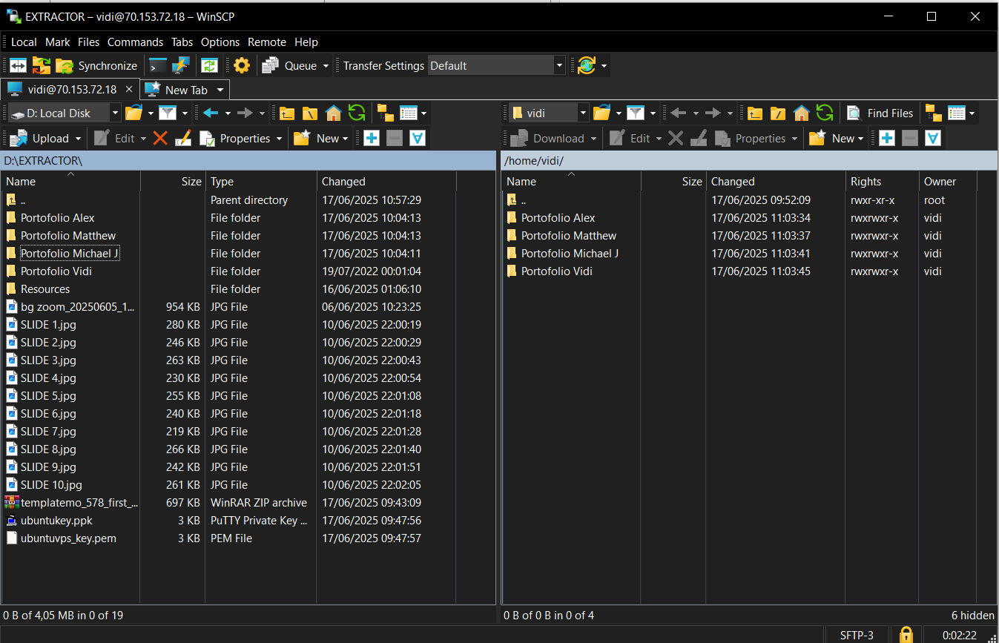 EXTRACTOR – vidi@70.153.72.18 – WinSCP
Local Mark Files Commands Tabs Options Remote Help
Synchronize Queue Transfer Settings Default
vidi@70.153.72.18 New Tab
D: Local Disk vidi Find Files
Upload Edit Properties New Download Edit Properties New
D:\EXTRACTOR\ /home/vidi/
Name Size Type Changed Name Size Changed Rights Owner
.. Parent directory 17/06/2025 10:57:29 .. 17/06/2025 09:52:09 rwxr-xr-x root
Portofolio Alex File folder 17/06/2025 10:04:13 Portofolio Alex 17/06/2025 11:03:34 rwxrwxr-x vidi
Portofolio Matthew File folder 17/06/2025 10:04:13 Portofolio Matthew 17/06/2025 11:03:37 rwxrwxr-x vidi
Portofolio Michael J File folder 17/06/2025 10:04:11 Portofolio Michael J 17/06/2025 11:03:41 rwxrwxr-x vidi
Portofolio Vidi File folder 19/07/2022 00:01:04 Portofolio Vidi 17/06/2025 11:03:45 rwxrwxr-x vidi
Resources File folder 16/06/2025 01:06:10
bg zoom_20250605_1... 954 KB JPG File 06/06/2025 10:23:25
SLIDE 1.jpg 280 KB JPG File 10/06/2025 22:00:19
SLIDE 2.jpg 246 KB JPG File 10/06/2025 22:00:29
SLIDE 3.jpg 263 KB JPG File 10/06/2025 22:00:43
SLIDE 4.jpg 230 KB JPG File 10/06/2025 22:00:54
SLIDE 5.jpg 255 KB JPG File 10/06/2025 22:01:08
SLIDE 6.jpg 240 KB JPG File 10/06/2025 22:01:18
SLIDE 7.jpg 219 KB JPG File 10/06/2025 22:01:28
SLIDE 8.jpg 266 KB JPG File 10/06/2025 22:01:40
SLIDE 9.jpg 242 KB JPG File 10/06/2025 22:01:51
SLIDE 10.jpg 261 KB JPG File 10/06/2025 22:02:05
templatemo_578_first_... 697 KB WinRAR ZIP archive 17/06/2025 09:43:09
ubuntukey.ppk 3 KB PuTTY Private Key ... 17/06/2025 09:47:56
ubuntuvps_key.pem 3 KB PEM File 17/06/2025 09:47:57
0 B of 4,05 MB in 0 of 19 0 B of 0 B in 0 of 4 6 hidden
SFTP-3 0:02:22